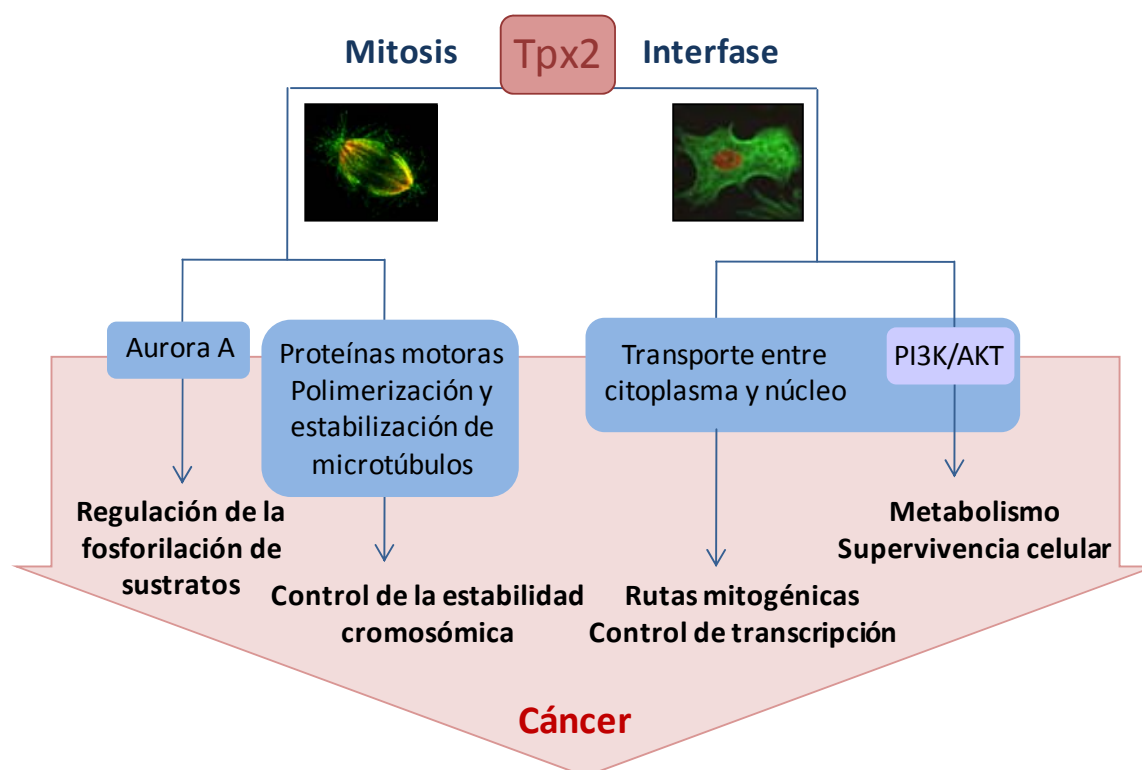 Mitosis
Tpx2
Interfase
Aurora A
Proteínas motoras
Polimerización y
estabilización de
microtúbulos
Transporte entre
citoplasma y núcleo
PI3K/AKT
Regulación de la
fosforilación de
sustratos
Control de la estabilidad
cromosómica
Rutas mitogénicas
Control de transcripción
Metabolismo
Supervivencia celular
Cáncer